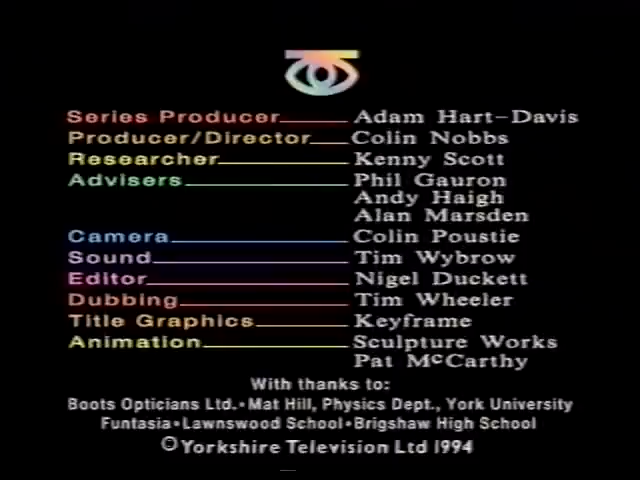 Series Producer Adam Hart-Davis
Producer/Director Colin Nobbs
Researcher Kenny Scott
Advisers Phil Gauron
Andy Haigh
Alan Marsden
Camera Colin Poustie
Sound Tim Wybrow
Editor Nigel Duckett
Dubbing Tim Wheeler
Title Graphics Keyframe
Animation Sculpture Works
Pat McCarthy
With thanks to:
Boots Opticians Ltd. • Mat Hill, Physics Dept., York University
Funtasia • Lawnswood School • Brigshaw High School
© Yorkshire Television Ltd 1994